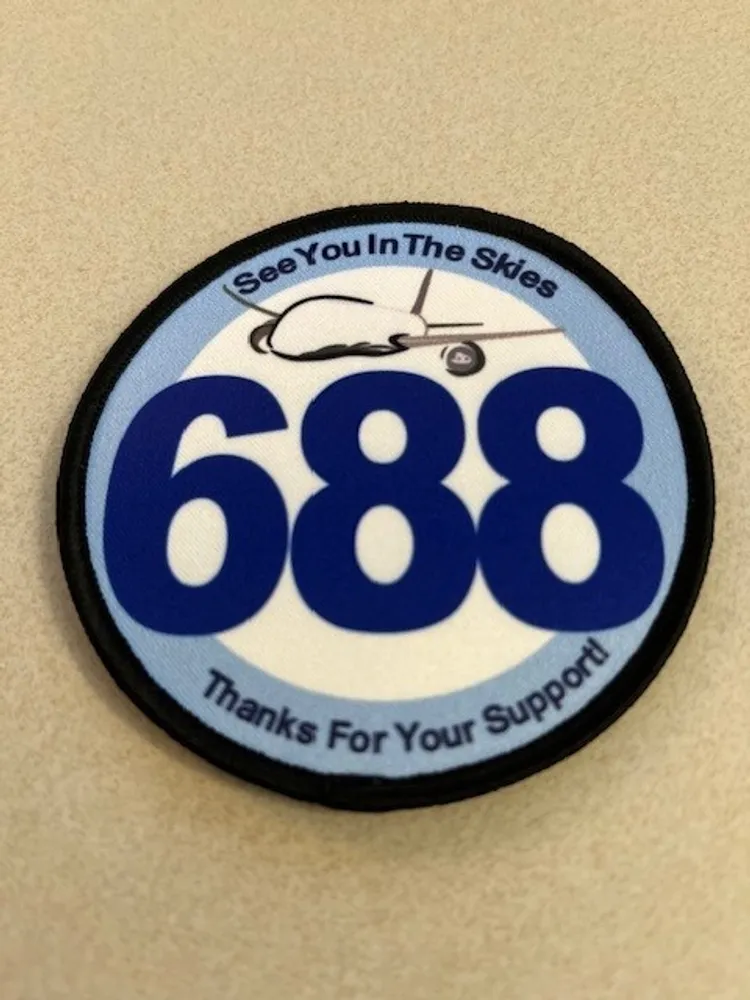 See You In The Skies
688
Thanks For Your Support!